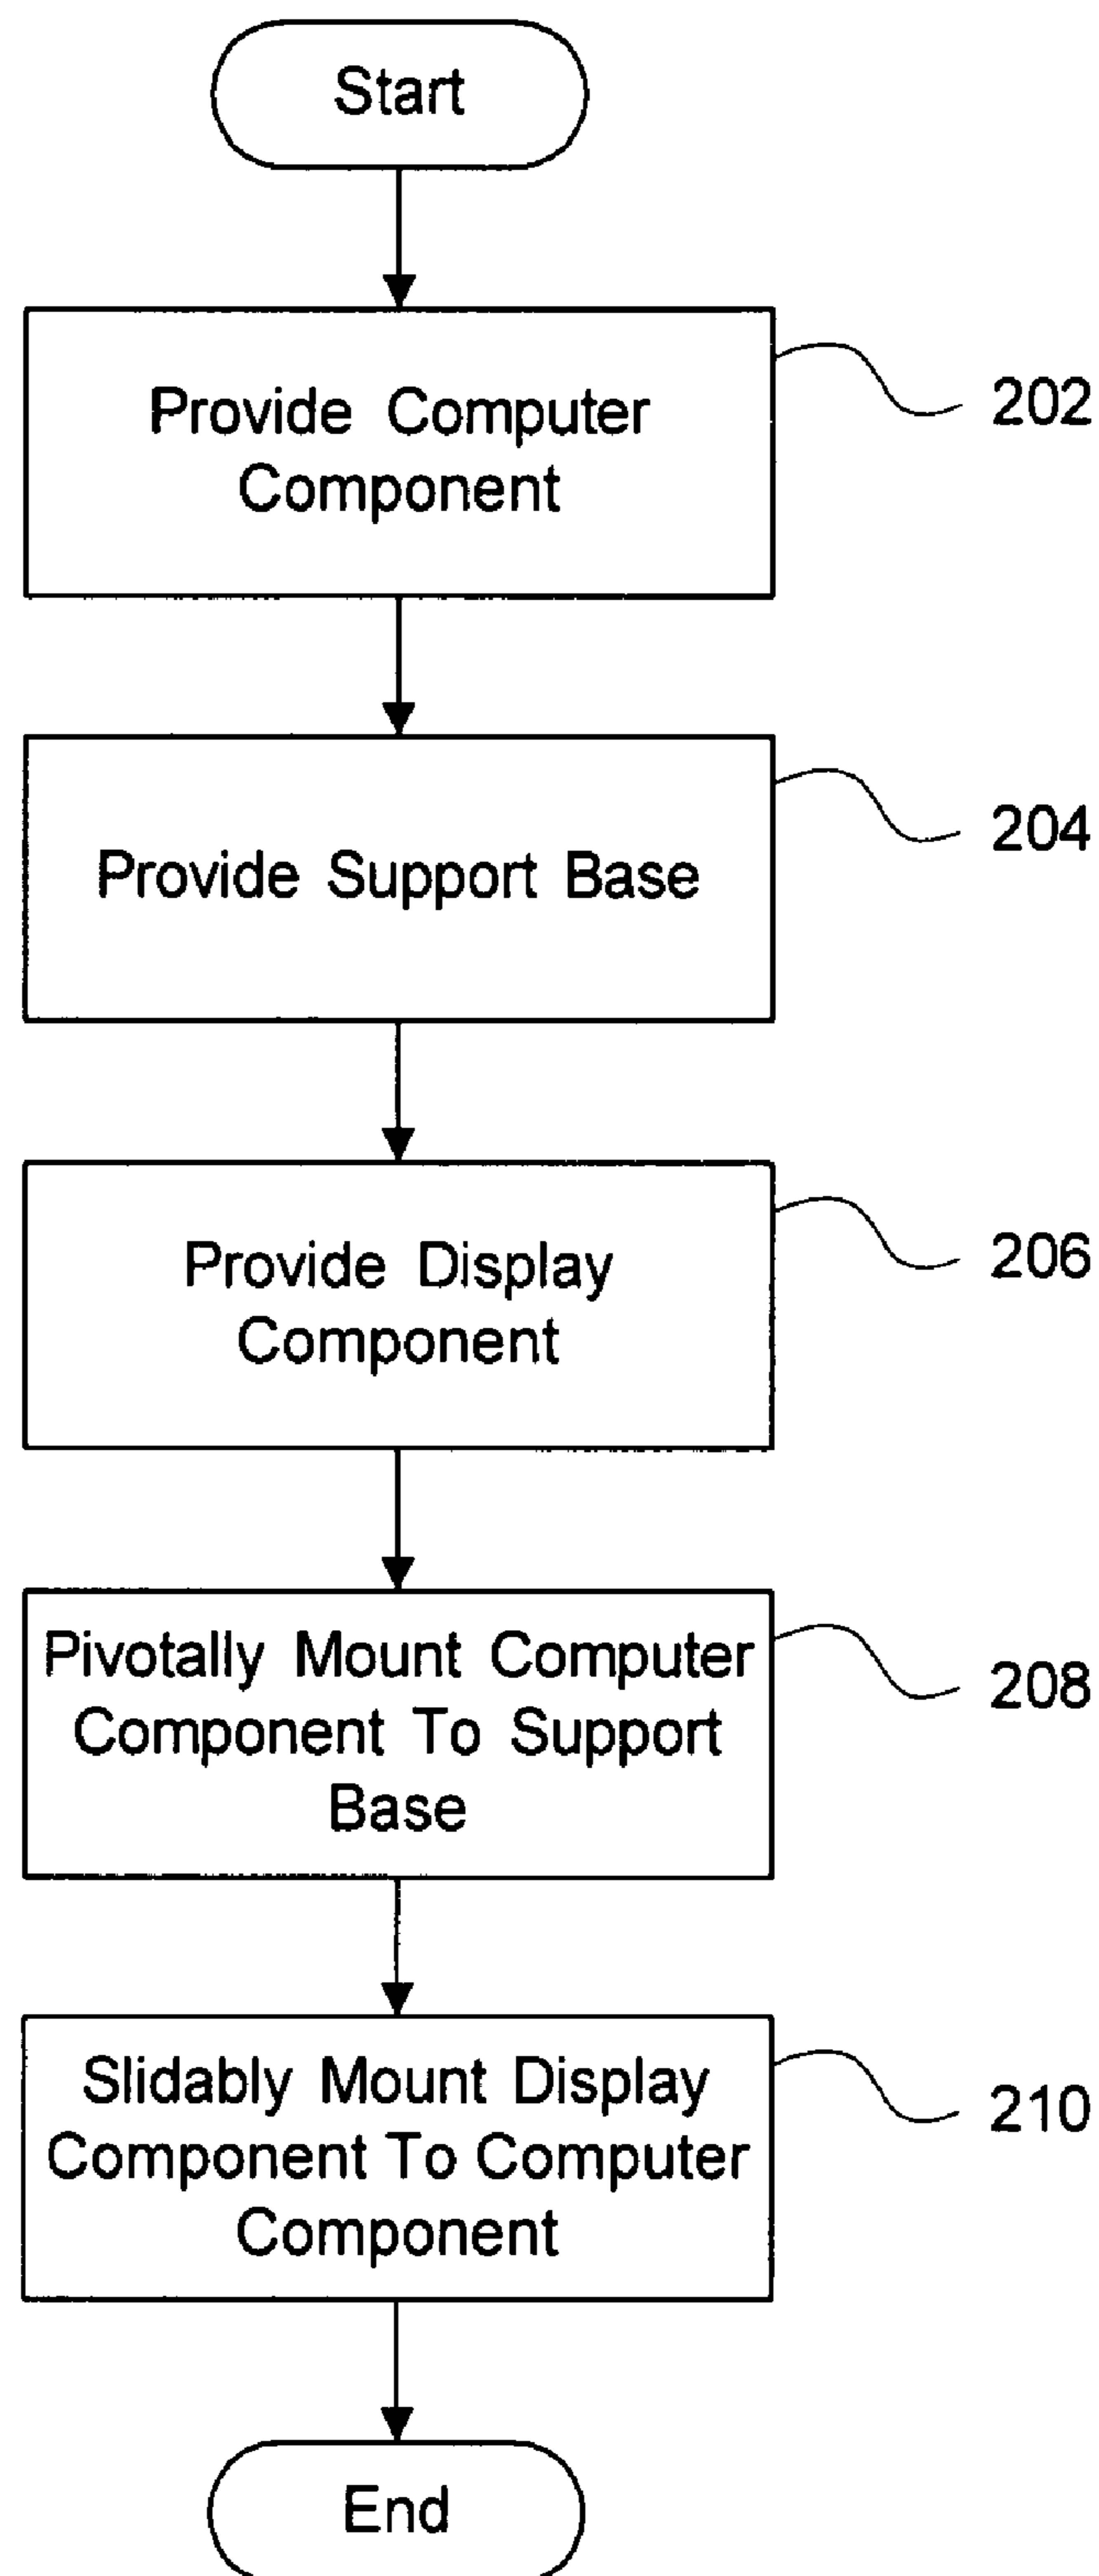 Start
Provide Computer
Component
202
Provide Support Base
204
Provide Display
Component
206
Pivotally Mount Computer
Component To Support
Base
208
Slidably Mount Display
Component To Computer
Component
210
End